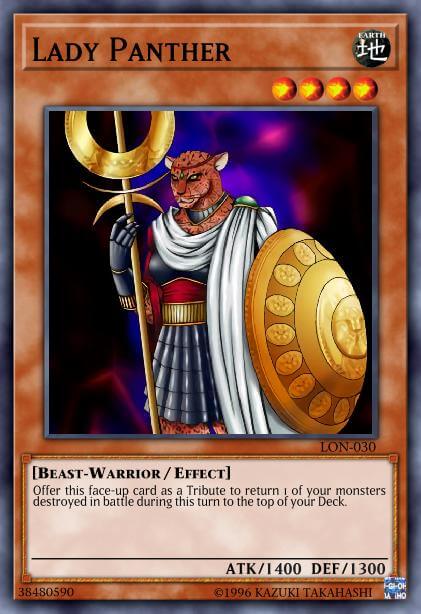 LADY PANTHER
EARTH
地
LON-030
[BEAST-WARRIOR / EFFECT]
Offer this face-up card as a Tribute to return 1 of your monsters
destroyed in battle during this turn to the top of your Deck.
ATK/1400 DEF/1300
38480590
©1996 KAZUKI TAKAHASHI